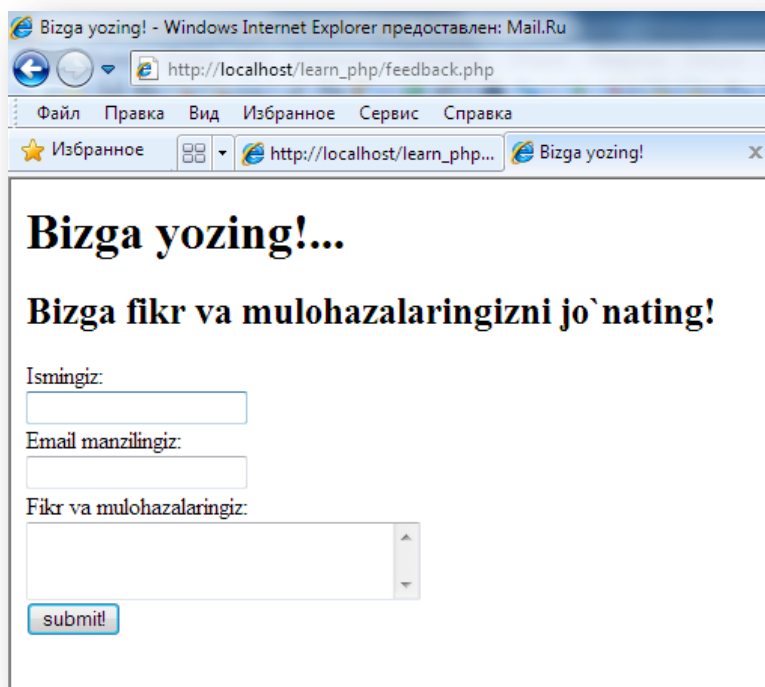 Bizga yozing! - Windows Internet Explorer предоставлен: Mail.Ru
http://localhost/learn_php/feedback.php
Файл Правка Вид Избранное Сервис Справка
Избранное http://localhost/learn_php... Bizga yozing! x
Bizga yozing!...
Bizga fikr va mulohazalaringizni jo`nating!
Ismingiz:
Email manzilingiz:
Fikr va mulohazalaringiz:
submit!